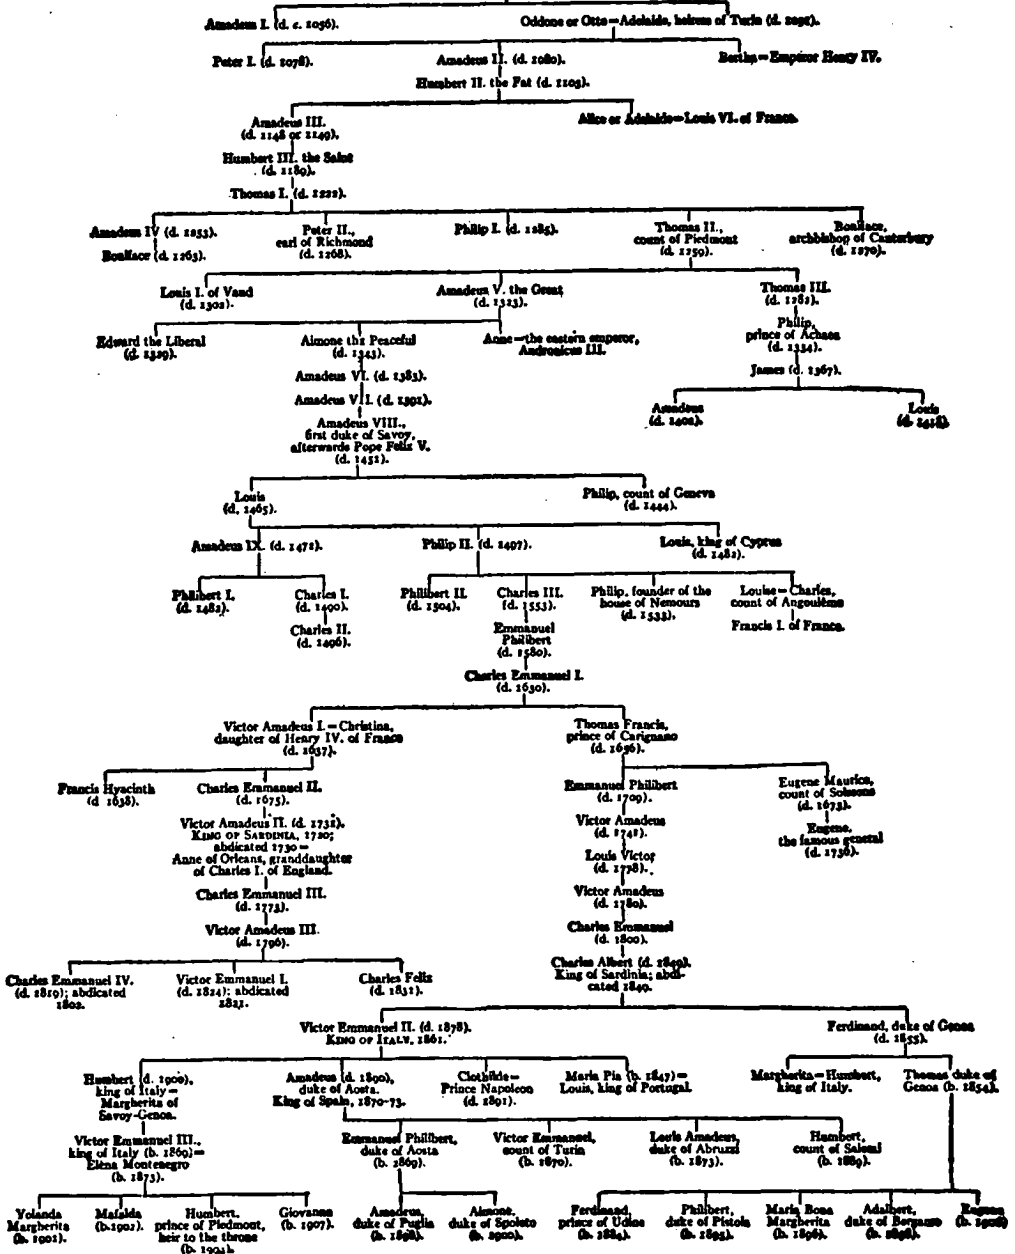 Amadeus I. (d. c. 1056).
Oddone or Otto=Adelaide, heiress of Turin (d. 1091).
Peter I. (d. 1078).
Amadeus II. (d. 1080).
Bertha=Emperor Henry IV.
Humbert II. the Fat (d. 1103).
Amadeus III.
(d. 1148 or 1149).
Alice or Adelaide=Louis VI. of France.
Humbert III. the Saint
(d. 1189).
Thomas I. (d. 1222).
Amadeus IV (d. 1253).
Boniface (d. 1263).
Peter II.,
earl of Richmond
(d. 1268).
Philip I. (d. 1285).
Thomas II.,
count of Piedmont
(d. 1259).
Boniface,
archbishop of Canterbury
(d. 1270).
Louis I. of Vaud
(d. 1302).
Amadeus V. the Great
(d. 1323).
Thomas III.
(d. 1282).
Philip,
prince of Achaea
(d. 1334).
James (d. 1367).
Edward the Liberal
(d. 1329).
Aimone the Peaceful
(d. 1343).
Anne=the eastern emperor,
Andronicus III.
Amadeus VI. (d. 1383).
Amadeus VII. (d. 1391).
Amadeus VIII.,
first duke of Savoy,
afterwards Pope Felix V.
(d. 1451).
Amadeus
(d. 1402).
Louis
(d. 1418).
Louis
(d. 1465).
Philip, count of Geneva
(d. 1444).
Amadeus IX. (d. 1472).
Philip II. (d. 1497).
Louis, king of Cyprus
(d. 1482).
Philibert I.
(d. 1482).
Charles I.
(d. 1490).
Charles II.
(d. 1496).
Philibert II.
(d. 1504).
Charles III.
(d. 1553).
Philip, founder of the
house of Nemours
(d. 1533).
Louise=Charles,
count of Angoulême
Francis I. of France.
Emmanuel
Philibert
(d. 1580).
Charles Emmanuel I.
(d. 1630).
Victor Amadeus I.=Christina,
daughter of Henry IV. of France
(d. 1637).
Thomas Francis,
prince of Carignano
(d. 1656).
Francis Hyacinth
(d 1638).
Charles Emmanuel II.
(d. 1675).
Emmanuel Philibert
(d. 1709).
Eugene Maurice,
count of Soissons
(d. 1673).
Victor Amadeus II. (d. 1732).
KING OF SARDINIA, 1720;
abdicated 1730=
Anne of Orleans, granddaughter
of Charles I. of England.
Victor Amadeus
(d. 1741).
Eugene,
the famous general
(d. 1736).
Louis Victor
(d. 1778).
Charles Emmanuel III.
(d. 1773).
Victor Amadeus
(d. 1780).
Victor Amadeus III.
(d. 1796).
Charles Emmanuel
(d. 1800).
Charles Emmanuel IV.
(d. 1819); abdicated
1802.
Victor Emmanuel I.
(d. 1824); abdicated
1821.
Charles Felix
(d. 1831).
Charles Albert (d. 1849).
King of Sardinia; abdi-
cated 1849.
Victor Emmanuel II. (d. 1878).
KING OF ITALY, 1861.
Ferdinand, duke of Genoa
(d. 1855).
Humbert (d. 1900),
king of Italy=
Margherita of
Savoy-Genoa.
Amadeus (d. 1890),
duke of Aosta.
King of Spain, 1870-73.
Clothilde=
Prince Napoleon
(d. 1891).
Maria Pia (b. 1847)=
Louis, king of Portugal.
Margherita=Humbert,
king of Italy.
Thomas duke of
Genoa (b. 1854).
Victor Emmanuel III.,
king of Italy (b. 1869)=
Elena Montenegro
(b. 1873).
Emmanuel Philibert,
duke of Aosta
(b. 1869).
Victor Emmanuel,
count of Turin
(b. 1870).
Louis Amadeus,
duke of Abruzzi
(b. 1873).
Humbert,
count of Salemi
(b. 1889).
Yolanda
Margherita
(b. 1901).
Mafalda
(b. 1902).
Humbert,
prince of Piedmont,
heir to the throne
(b. 1904).
Giovanna
(b. 1907).
Amadeus,
duke of Puglia
(b. 1898).
Aimone,
duke of Spoleto
(b. 1900).
Ferdinand,
prince of Udine
(b. 1884).
Philibert,
duke of Pistoia
(b. 1895).
Maria Bona
Margherita
(b. 1896).
Adalbert,
duke of Bergamo
(b. 1898).
Eugene
(b. 1906)